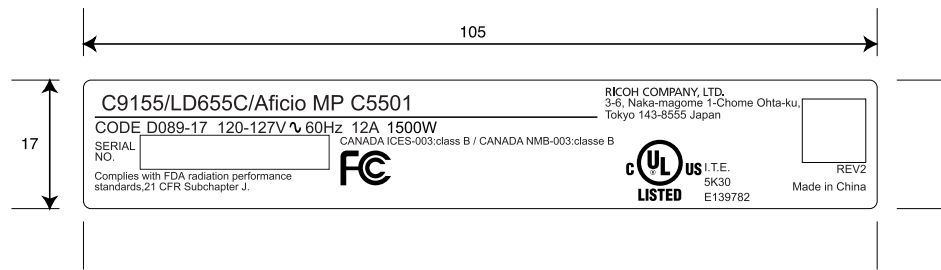 105
17
C9155/LD655C/Aficio MP C5501
CODE D089-17 120-127V ∿ 60Hz 12A 1500W
SERIAL
NO.
CANADA ICES-003:class B / CANADA NMB-003:classe B
FC
Complies with FDA radiation performance
standards,21 CFR Subchapter J.
RICOH COMPANY, LTD.
3-6, Naka-magome 1-Chome Ohta-ku,
Tokyo 143-8555 Japan
C UL ® US
LISTED
I.T.E.
5K30
E139782
REV2
Made in China